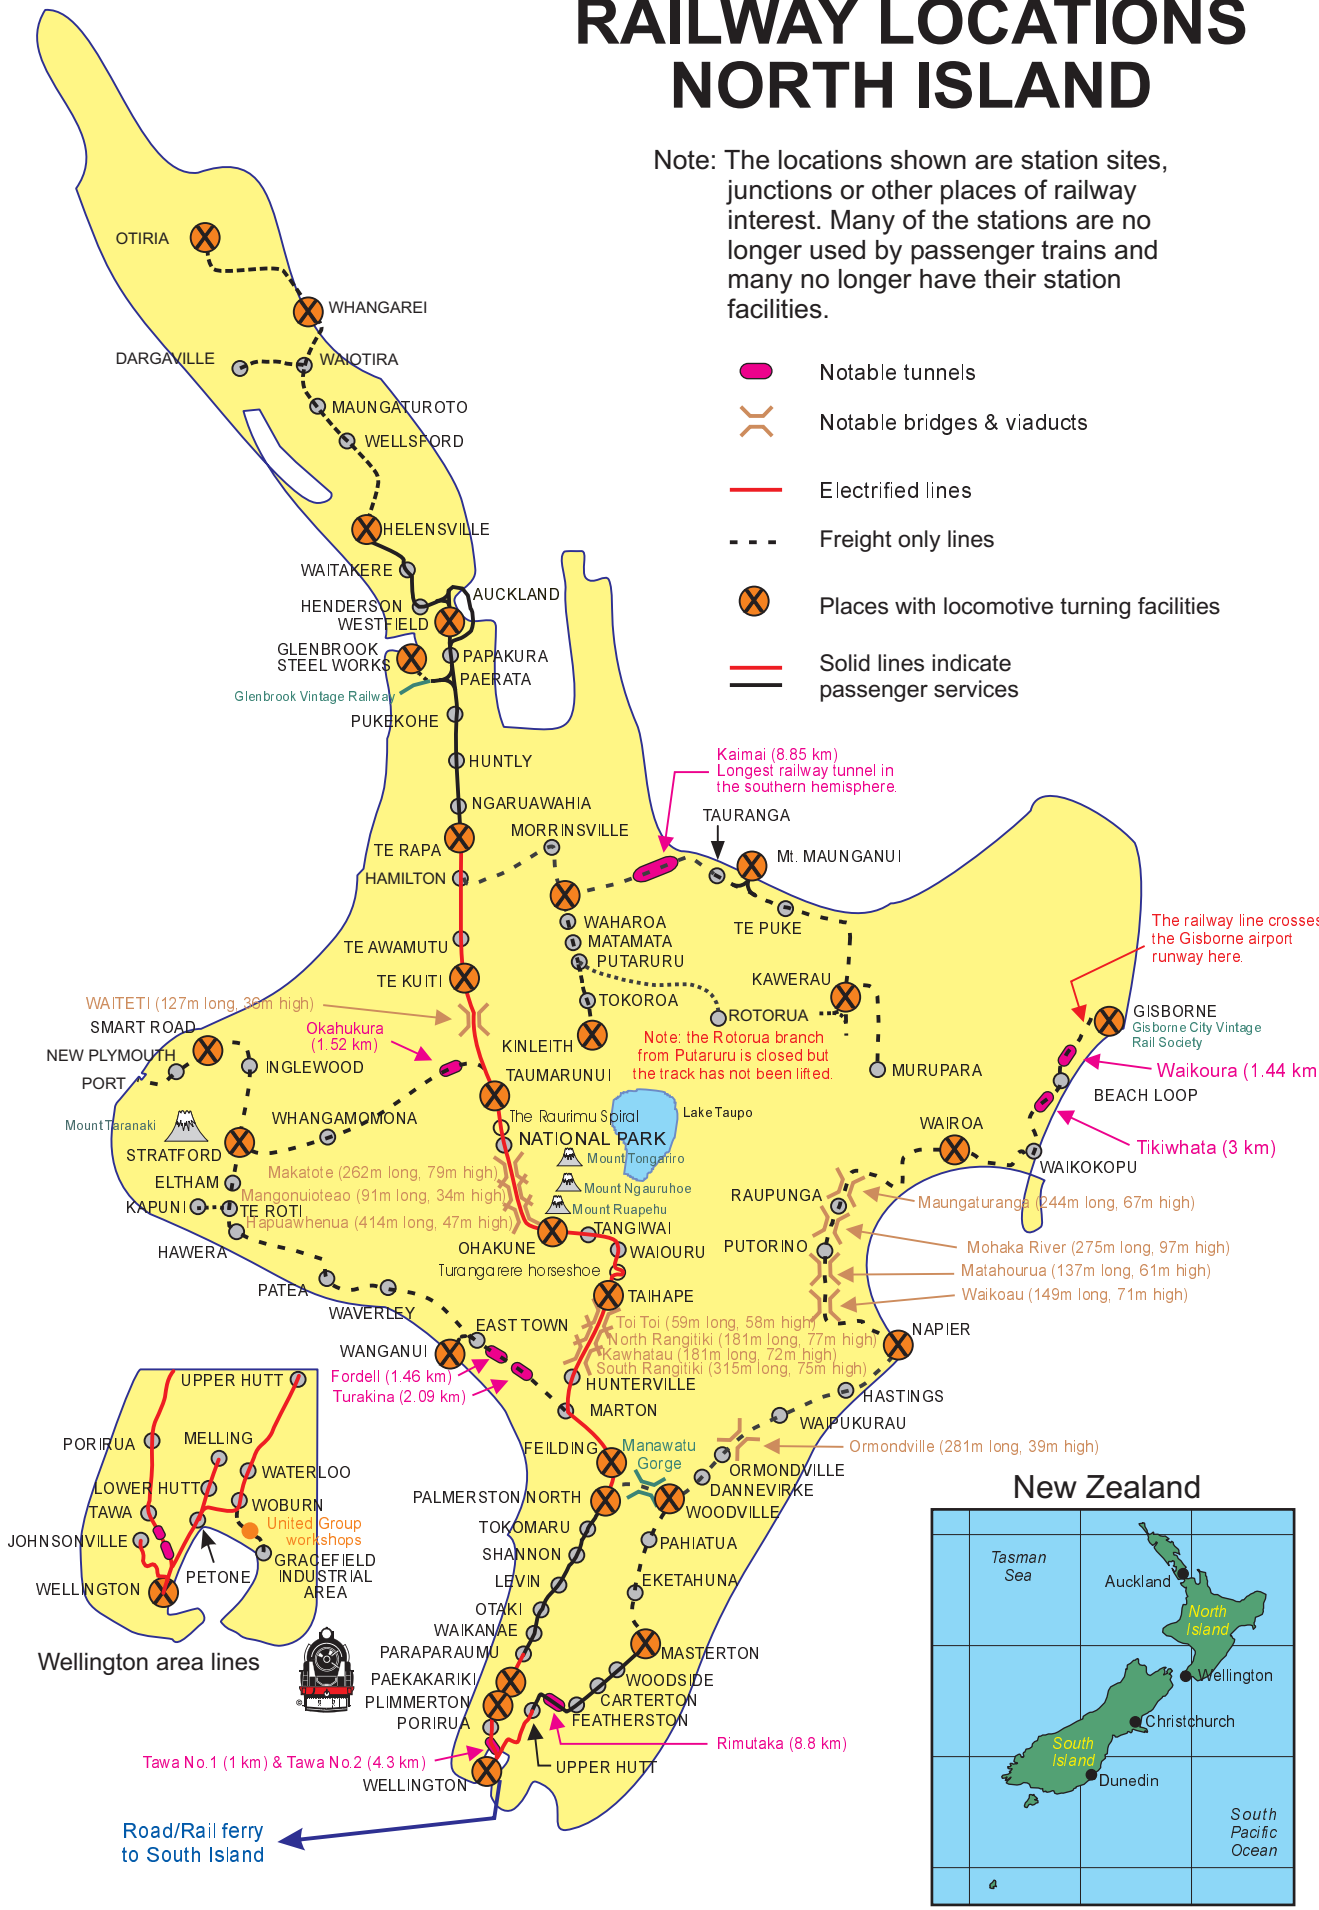 RAILWAY LOCATIONS
NORTH ISLAND
Note: The locations shown are station sites,
junctions or other places of railway
interest. Many of the stations are no
longer used by passenger trains and
many no longer have their station
facilities.
Notable tunnels
Notable bridges & viaducts
Electrified lines
Freight only lines
Places with locomotive turning facilities
Solid lines indicate
passenger services
OTIRIA
WHANGAREI
DARGAVILLE
WAIOTIRA
MAUNGATUROTO
WELLSFORD
HELENSVILLE
WAITAKERE
AUCKLAND
HENDERSON
WESTFIELD
GLENBROOK
STEEL WORKS
PAPAKURA
PAERATA
Glenbrook Vintage Railway
PUKEKOHE
HUNTLY
NGARUAWAHIA
Kaimai (8.85 km)
Longest railway tunnel in
the southern hemisphere.
TAURANGA
MORRINSVILLE
TE RAPA
Mt. MAUNGANUI
HAMILTON
WAHAROA
TE PUKE
MATAMATA
TE AWAMUTU
PUTARURU
TE KUITI
KAWERAU
TOKOROA
ROTORUA
The railway line crosses
the Gisborne airport
runway here.
WAITETI (127m long, 36m high)
SMART ROAD
Okahukura
(1.52 km)
KINLEITH
Note: the Rotorua branch
from Putaruru is closed but
the track has not been lifted.
GISBORNE
Gisborne City Vintage
Rail Society
NEW PLYMOUTH
INGLEWOOD
PORT
TAUMARUNUI
MURUPARA
Waikoura (1.44 km
BEACH LOOP
Mount Taranaki
WHANGAMOMONA
The Raurimu Spiral
Lake Taupo
WAIROA
NATIONAL PARK
Tikiwhata (3 km)
STRATFORD
Mount Tongariro
WAIKOKOPU
Makatote (262m long, 79m high)
ELTHAM
Mount Ngauruhoe
Mangonuioteao (91m long, 34m high)
RAUPUNGA
Maungaturanga (244m long, 67m high)
KAPUNI
TE ROTI
Mount Ruapehu
Hapuawhenua (414m long, 47m high)
TANGIWAI
HAWERA
OHAKUNE
WAIOURU
PUTORINO
Mohaka River (275m long, 97m high)
Turangarere horseshoe
Matahourua (137m long, 61m high)
PATEA
TAIHAPE
Waikoau (149m long, 71m high)
WAVERLEY
EAST TOWN
Toi Toi (59m long, 58m high)
NAPIER
North Rangitiki (181m long, 77m high)
WANGANUI
Kawhatau (181m long, 72m high)
South Rangitiki (315m long, 75m high)
Fordell (1.46 km)
HUNTERVILLE
Turakina (2.09 km)
HASTINGS
MARTON
WAIPUKURAU
FEILDING
Manawatu
Gorge
Ormondville (281m long, 39m high)
ORMONDVILLE
DANNEVIRKE
PALMERSTON NORTH
WOODVILLE
TOKOMARU
PAHIATUA
SHANNON
LEVIN
EKETAHUNA
OTAKI
WAIKANAE
PARAPARAUMU
MASTERTON
PAEKAKARIKI
WOODSIDE
PLIMMERTON
CARTERTON
PORIRUA
FEATHERSTON
Rimutaka (8.8 km)
Tawa No.1 (1 km) & Tawa No.2 (4.3 km)
UPPER HUTT
WELLINGTON
Road/Rail ferry
to South Island
UPPER HUTT
PORIRUA
MELLING
WATERLOO
LOWER HUTT
WOBURN
TAWA
United Group
workshops
JOHNSONVILLE
GRACEFIELD
INDUSTRIAL
AREA
PETONE
WELLINGTON
Wellington area lines
New Zealand
Tasman
Sea
Auckland
North
Island
Wellington
Christchurch
South
Island
Dunedin
South
Pacific
Ocean